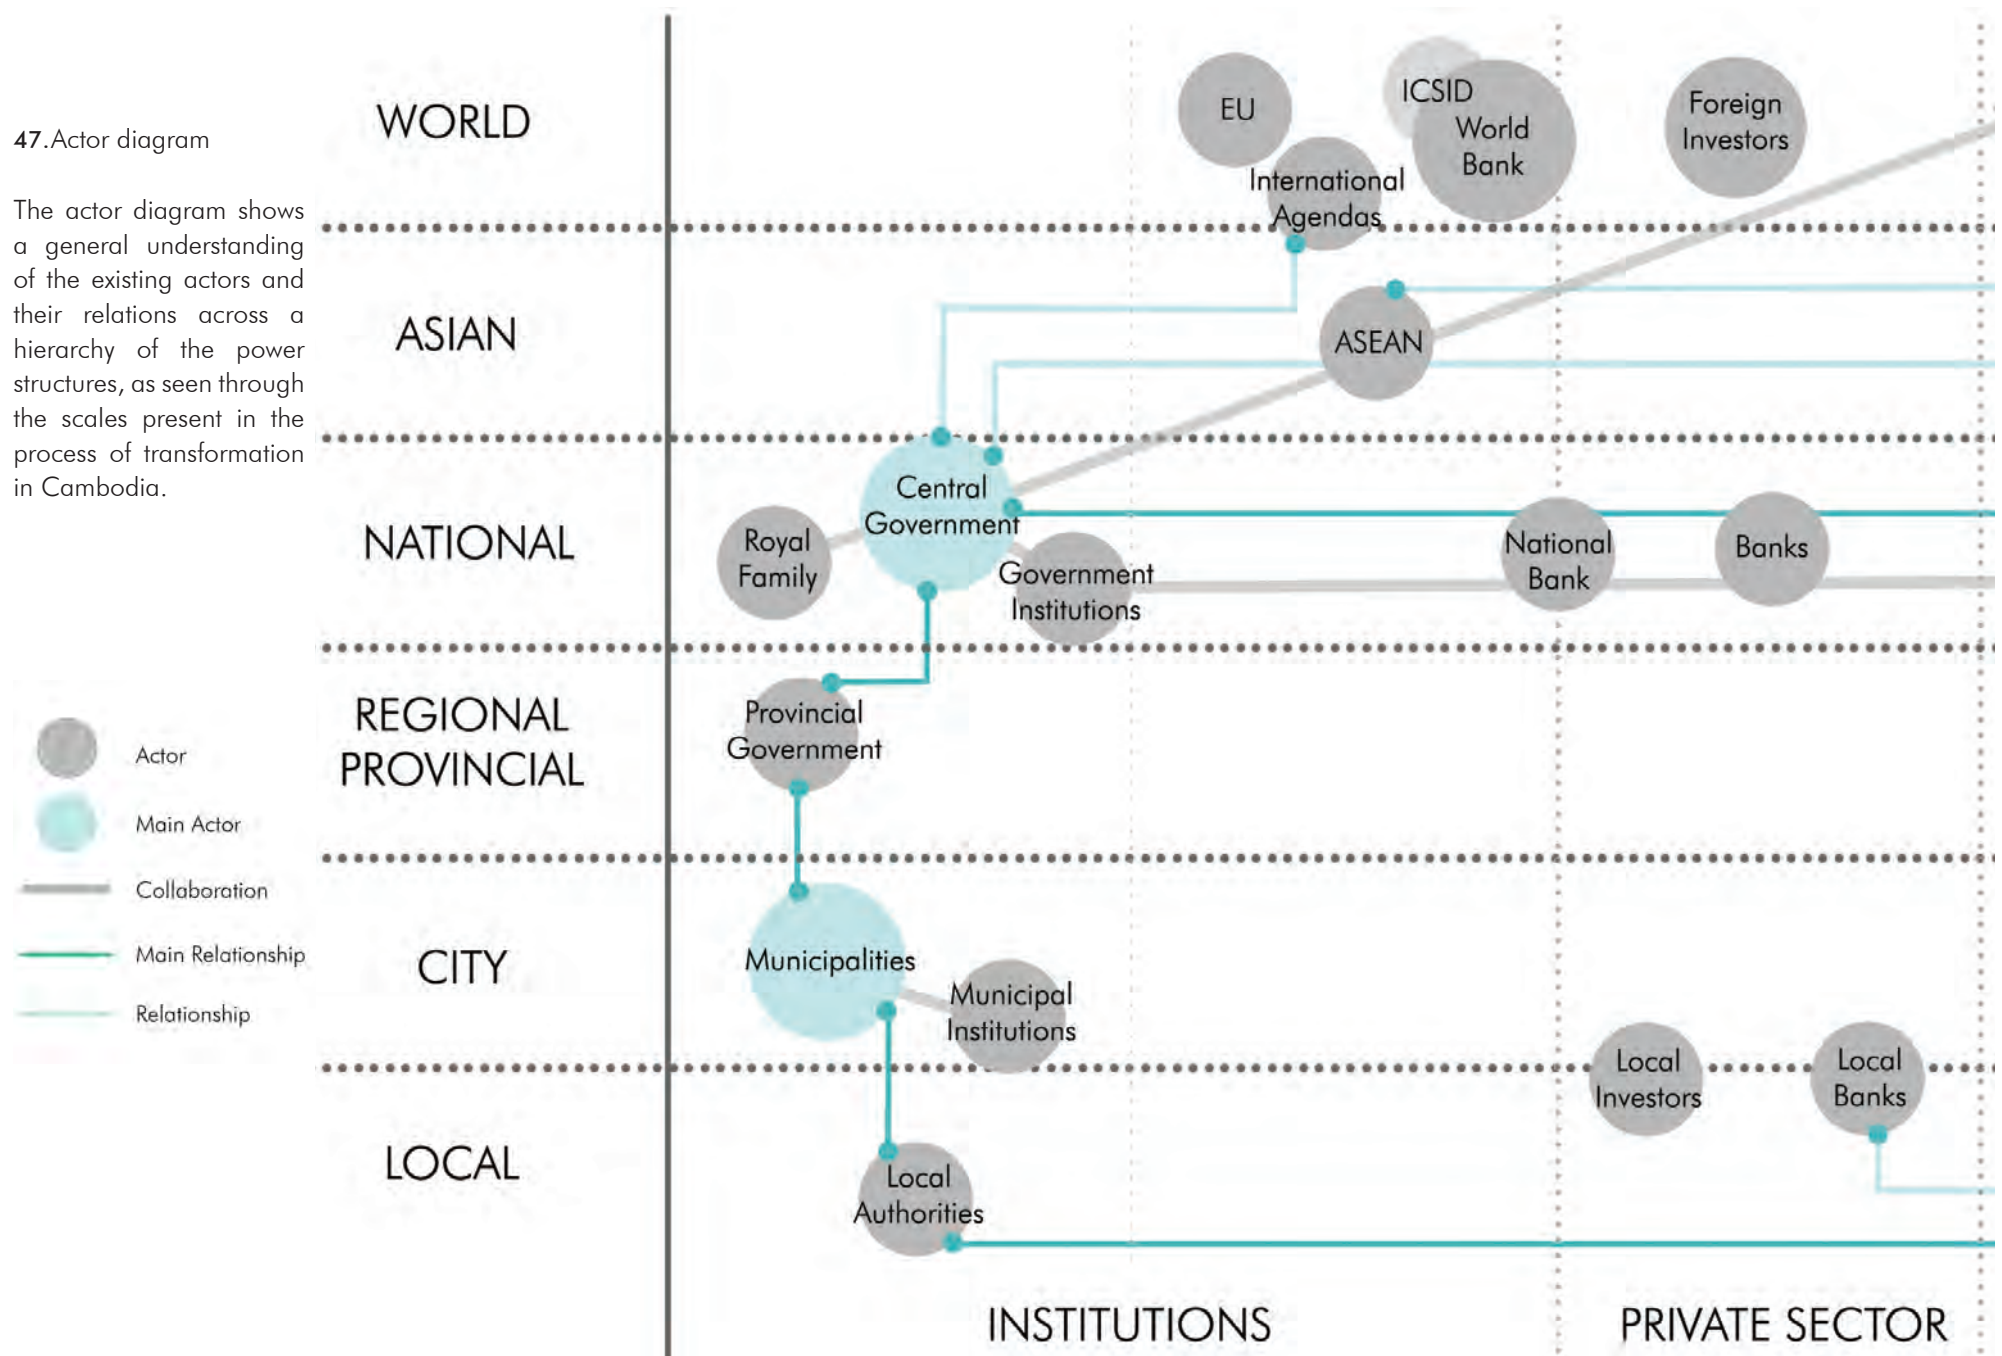 47.Actor diagram
The actor diagram shows
a general understanding
of the existing actors and
their relations across a
hierarchy of the power
structures, as seen through
the scales present in the
process of transformation
in Cambodia.
Actor
Main Actor
Collaboration
Main Relationship
Relationship
WORLD
EU
International
Agendas
ICSID
World
Bank
Foreign
Investors
ASIAN
ASEAN
NATIONAL
Royal
Family
Central
Government
Government
Institutions
National
Bank
Banks
REGIONAL
PROVINCIAL
Provincial
Government
CITY
Municipalities
Municipal
Institutions
Local
Investors
Local
Banks
LOCAL
Local
Authorities
INSTITUTIONS
PRIVATE SECTOR